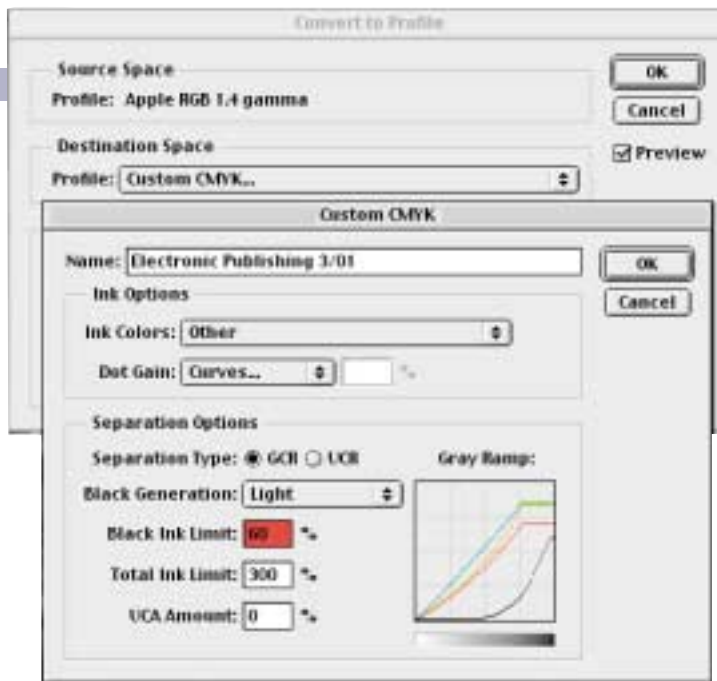 Convert to Profile
Source Space
Profile: Apple RGB 1.4 gamma
OK
Cancel
Preview
Destination Space
Profile: Custom CMYK...
Custom CMYK
Name: Electronic Publishing 3/01
OK
Cancel
Ink Options
Ink Colors: Other
Dot Gain: Curves... %
Separation Options
Separation Type: GCR UCR
Gray Ramp:
Black Generation: Light
Black Ink Limit: 60 %
Total Ink Limit: 300 %
UCA Amount: 0 %